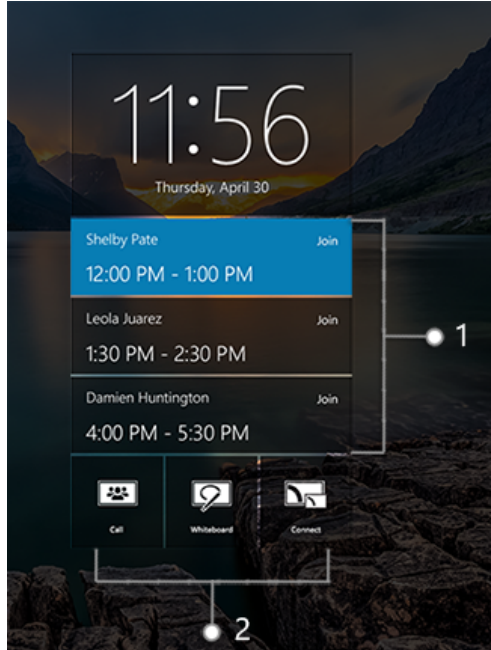 11:56
Thursday, April 30
Shelby Pate Join
12:00 PM - 1:00 PM
Leola Juarez Join
1:30 PM - 2:30 PM
1
Damien Huntington Join
4:00 PM - 5:30 PM
Call Whiteboard Connect
2